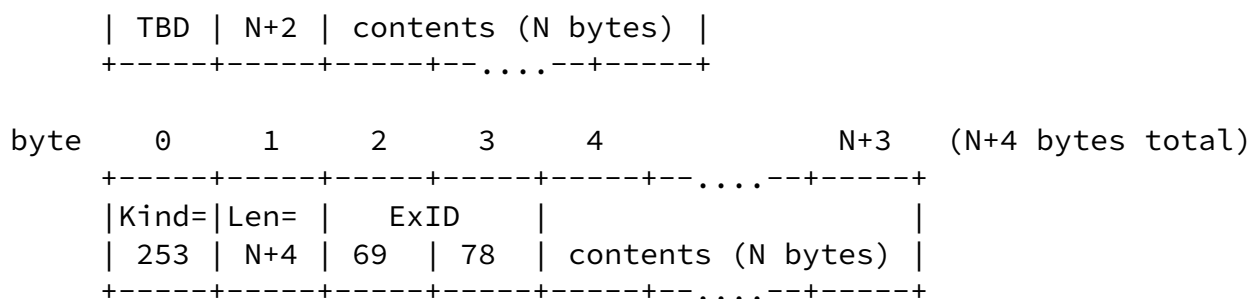 | TBD | N+2 | contents (N bytes) |
+-----+-----+-----+--....--+-----+
byte 0 1 2 3 4 N+3 (N+4 bytes total)
+-----+-----+-----+-----+-----+--....--+-----+
|Kind=|Len= | ExID | |
| 253 | N+4 | 69 | 78 | contents (N bytes) |
+-----+-----+-----+-----+-----+--....--+-----+